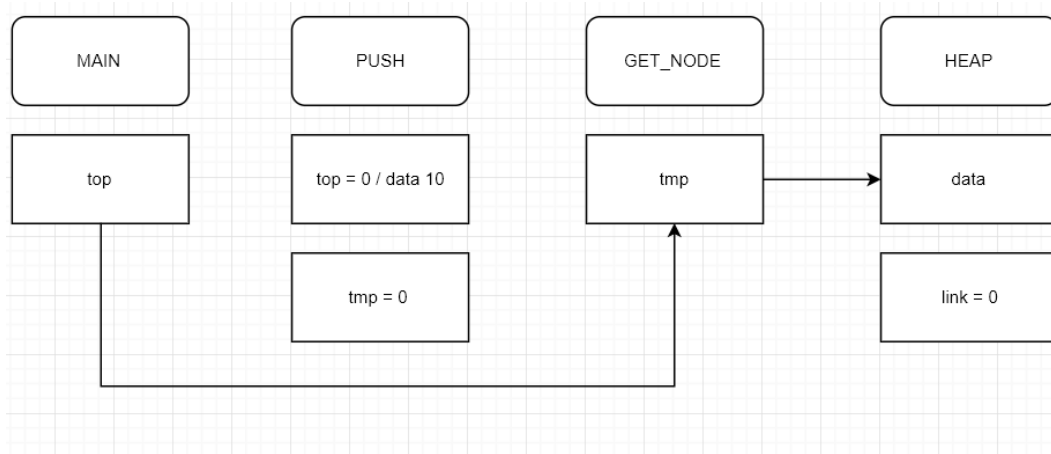 MAIN
PUSH
GET_NODE
HEAP
top
top = 0 / data 10
tmp
data
tmp = 0
link = 0